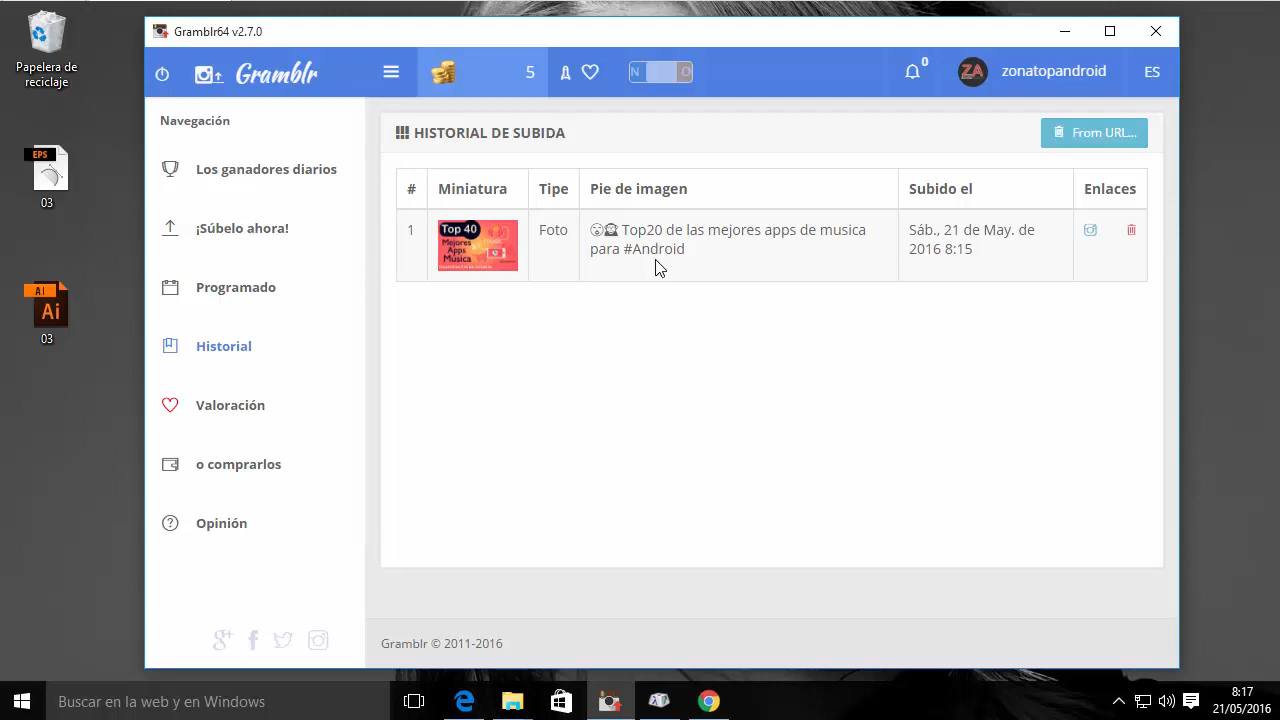 Papelera de
reciclaje
EPS
03
Ai
Ai
03
Gramblr64 v2.7.0
Gramblr
5
N O
0
ZA
zonatopandroid
ES
Navegación
Los ganadores diarios
¡Súbelo ahora!
Programado
Historial
Valoración
o comprarlos
Opinión
HISTORIAL DE SUBIDA
From URL...
# Miniatura Tipe Pie de imagen Subido el Enlaces
1
Top 40
Mejores
Apps
Musica
Foto
😮🙊 Top20 de las mejores apps de musica
para #Android
Sáb., 21 de May. de
2016 8:15
Gramblr © 2011-2016
Buscar en la web y en Windows
8:17
21/05/2016